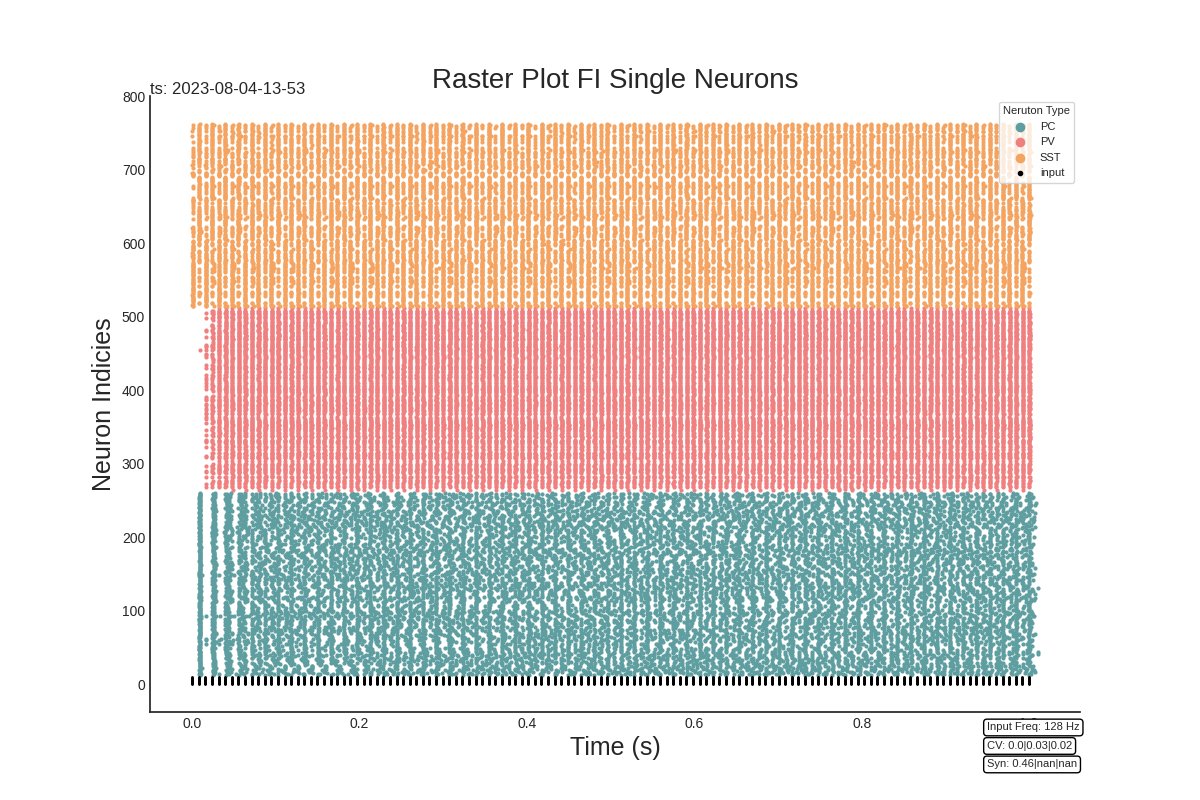 Raster Plot FI Single Neurons
ts: 2023-08-04-13-53
Neruton Type
PC
PV
SST
input
Neuron Indicies
800
700
600
500
400
300
200
100
0
0.0
0.2
0.4
0.6
0.8
Time (s)
Input Freq: 128 Hz
CV: 0.0|0.03|0.02
Syn: 0.46|nan|nan